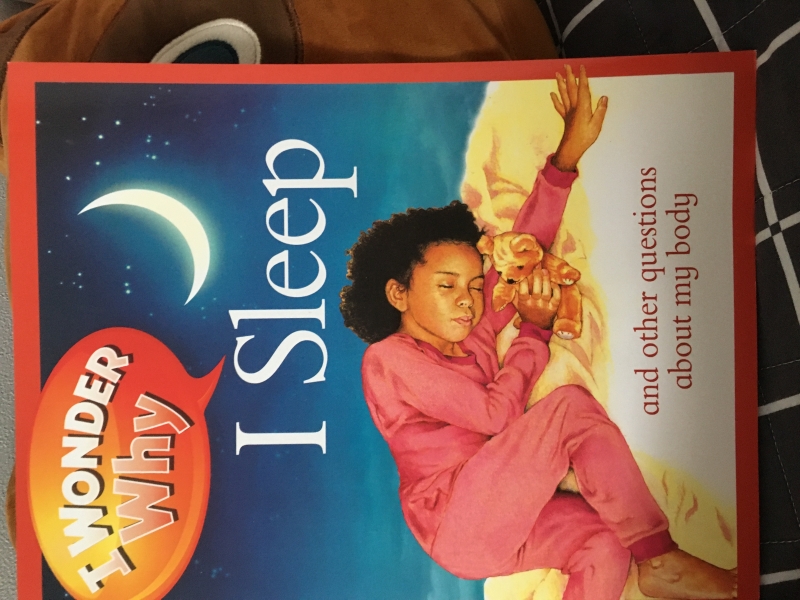 I WONDER
Why
I Sleep
and other questions
about my body